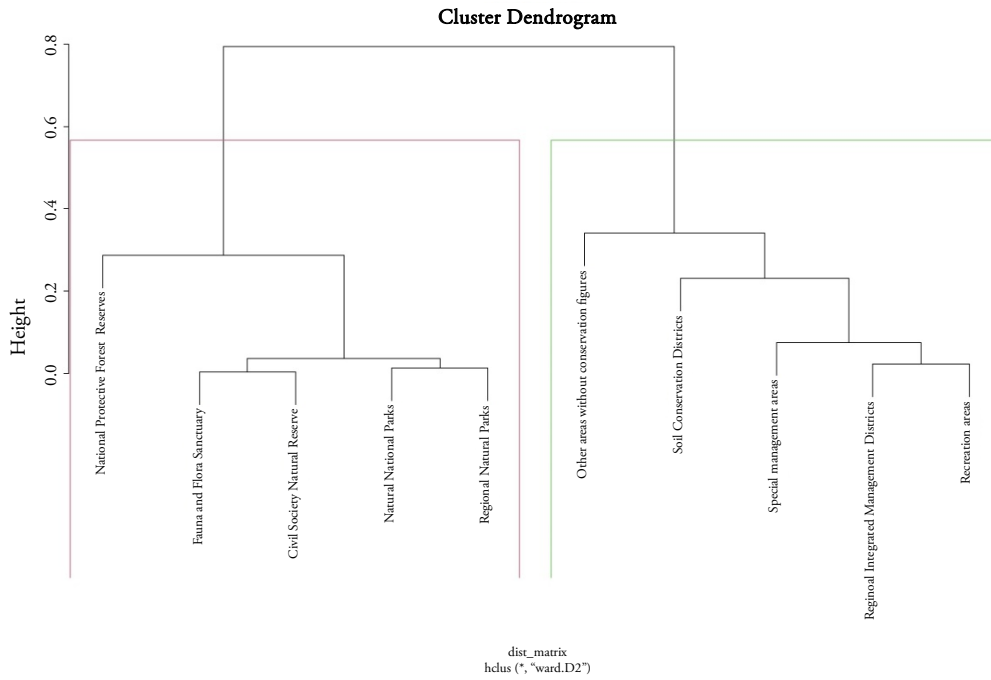 Cluster Dendrogram
Height
0.8
0.6
0.4
0.2
0.0
National Protective Forest Reserves
Fauna and Flora Sanctuary
Civil Society Natural Reserve
Natural National Parks
Regional Natural Parks
Other areas without conservation figures
Soil Conservation Districts
Special management areas
Reginoal Integrated Management Districts
Recreation areas
dist_matrix
hclus (*, “ward.D2”)